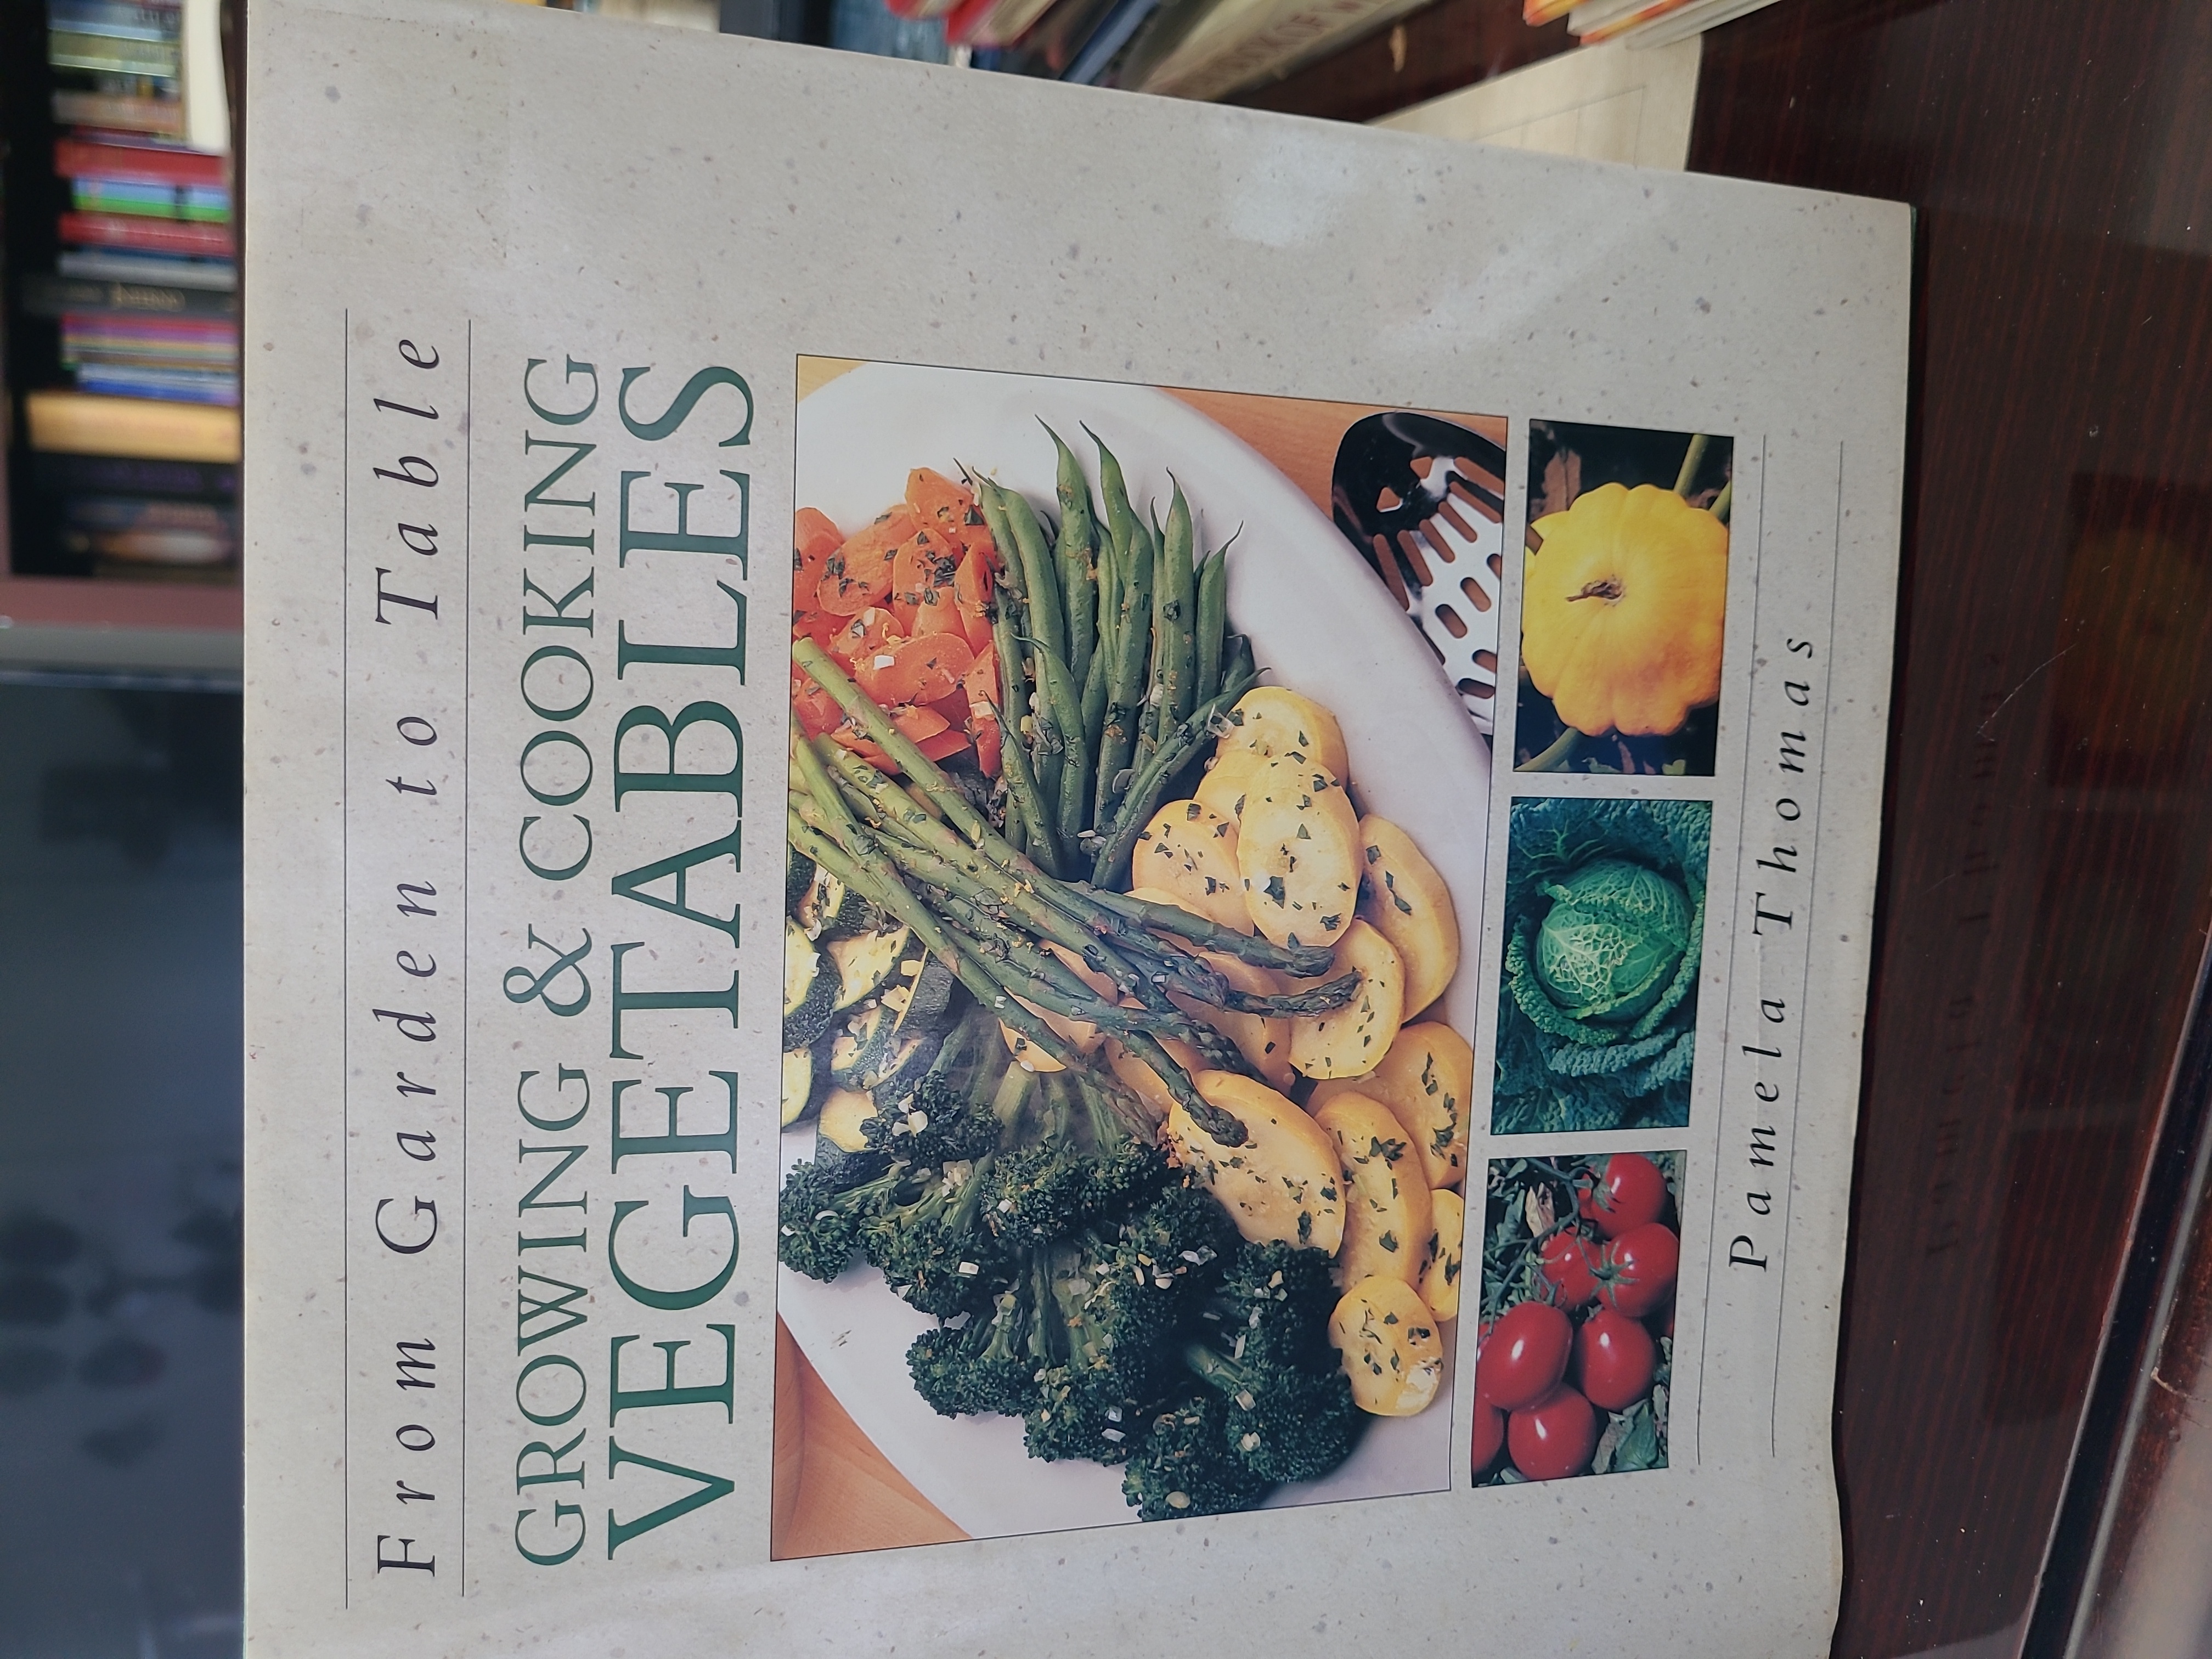 From Garden to Table
GROWING & COOKING
VEGETABLES
Pamela Thomas